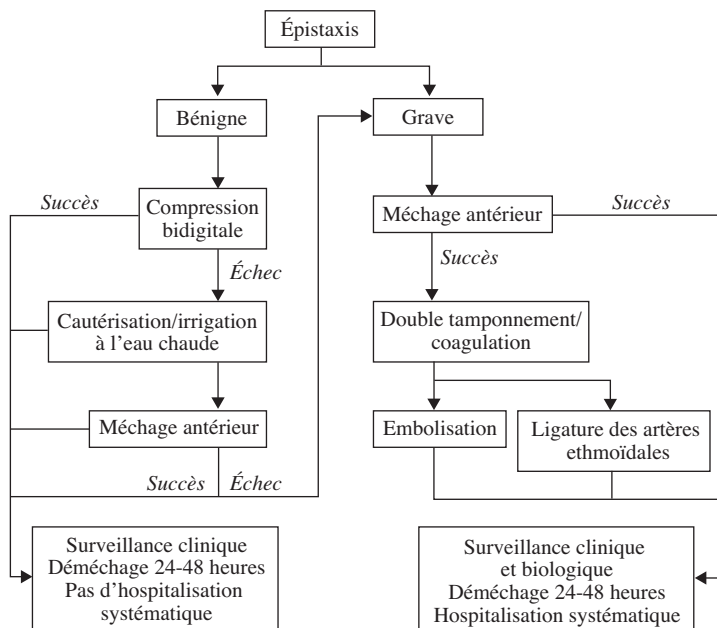 Épistaxis
Bénigne
Grave
Succès
Compression
bidigitale
Méchage antérieur
Succès
Échec
Succès
Cautérisation/irrigation
à l'eau chaude
Double tamponnement/
coagulation
Méchage antérieur
Embolisation
Ligature des artères
ethmoïdales
Succès
Échec
Surveillance clinique
Déméchage 24-48 heures
Pas d'hospitalisation
systématique
Surveillance clinique
et biologique
Déméchage 24-48 heures
Hospitalisation systématique